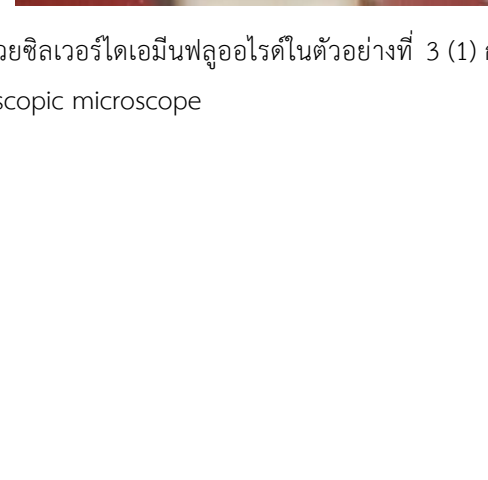 วยซิลเวอร์ไดเอมีนฟลูออไรด์ในตัวอย่างที่ 3 (1)
scopic microscope